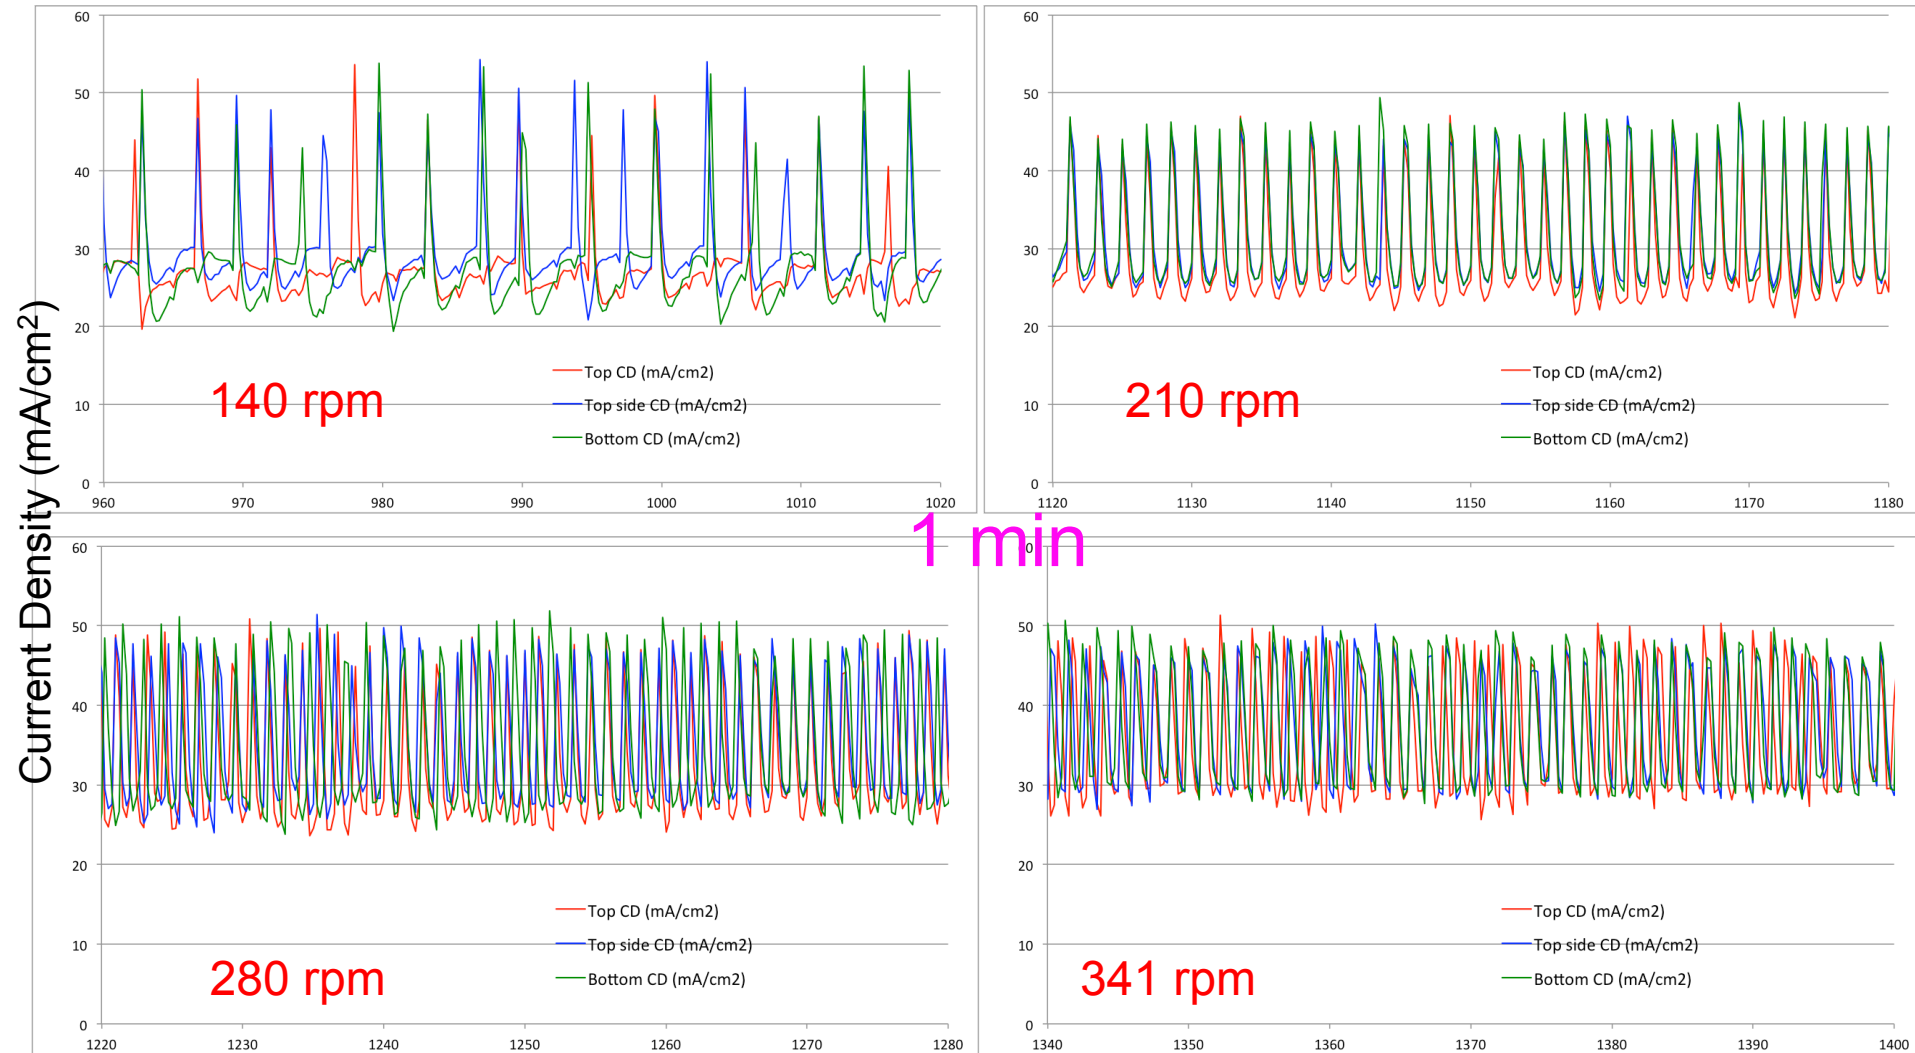 Current Density (mA/cm²)
60
50
40
30
20
10
0
960 970 980 990 1000 1010 1020
140 rpm
Top CD (mA/cm2)
Top side CD (mA/cm2)
Bottom CD (mA/cm2)
60
50
40
30
20
10
0
1120 1130 1140 1150 1160 1170 1180
210 rpm
Top CD (mA/cm2)
Top side CD (mA/cm2)
Bottom CD (mA/cm2)
1 min
60
50
40
30
20
10
0
1220 1230 1240 1250 1260 1270 1280
280 rpm
Top CD (mA/cm2)
Top side CD (mA/cm2)
Bottom CD (mA/cm2)
60
50
40
30
20
10
0
1340 1350 1360 1370 1380 1390 1400
341 rpm
Top CD (mA/cm2)
Top side CD (mA/cm2)
Bottom CD (mA/cm2)